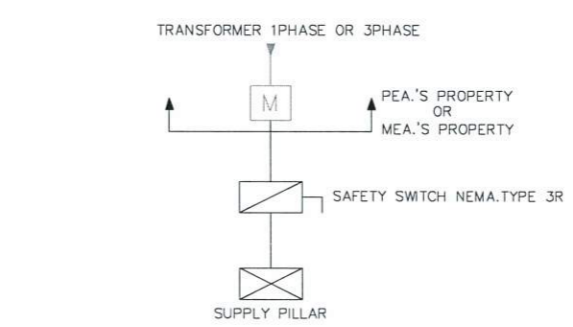 TRANSFORMER 1PHASE OR 3PHASE
M
PEA.'S PROPERTY
OR
MEA.'S PROPERTY
SAFETY SWITCH NEMA.TYPE 3R
SUPPLY PILLAR